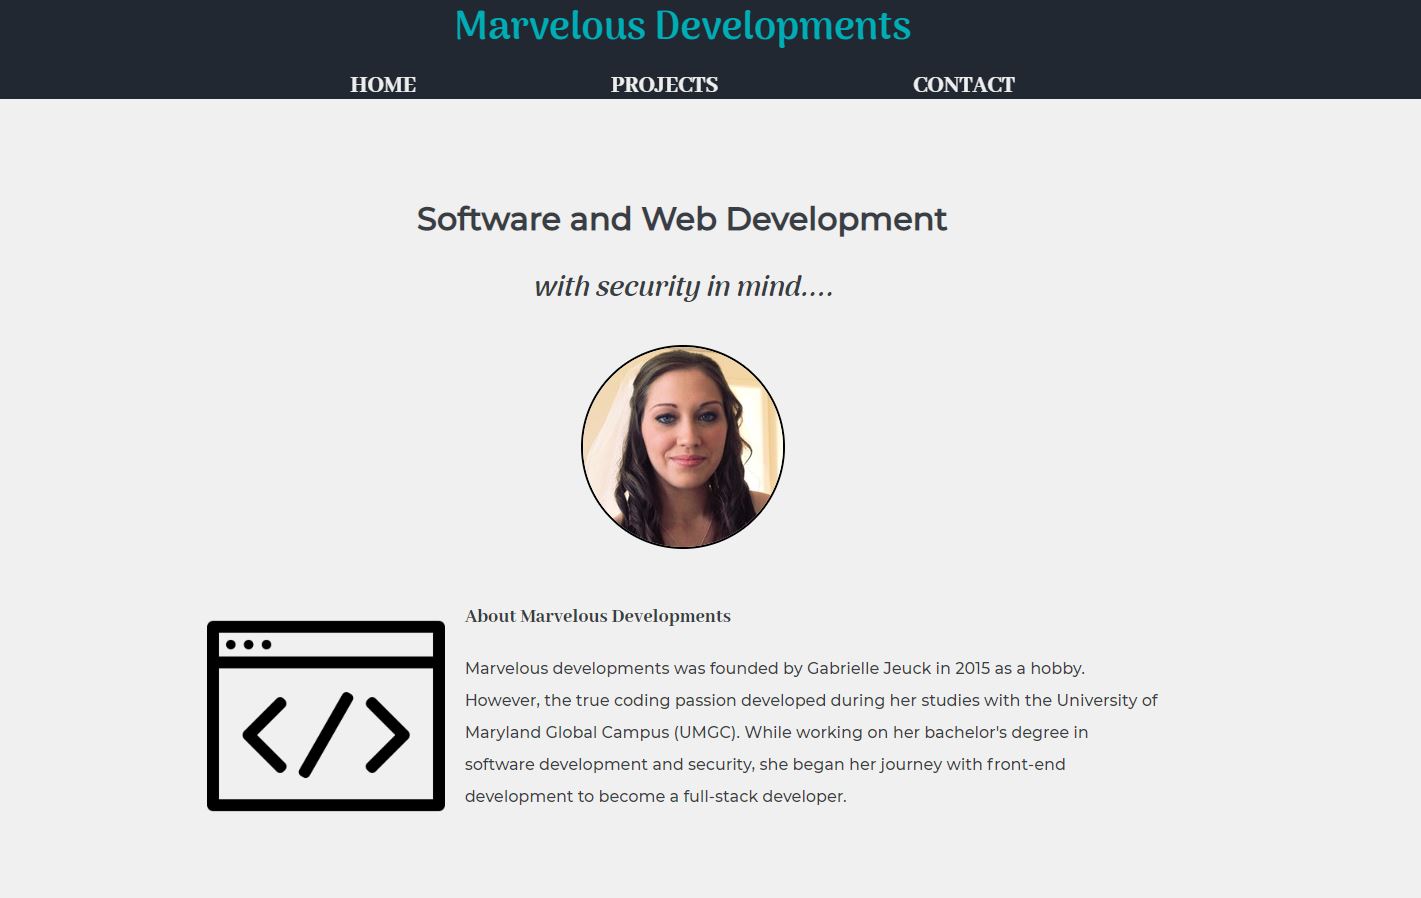 Marvelous Developments
HOME PROJECTS CONTACT
Software and Web Development
with security in mind....
About Marvelous Developments
Marvelous developments was founded by Gabrielle Jeuck in 2015 as a hobby.
However, the true coding passion developed during her studies with the University of
Maryland Global Campus (UMGC). While working on her bachelor's degree in
software development and security, she began her journey with front-end
development to become a full-stack developer.